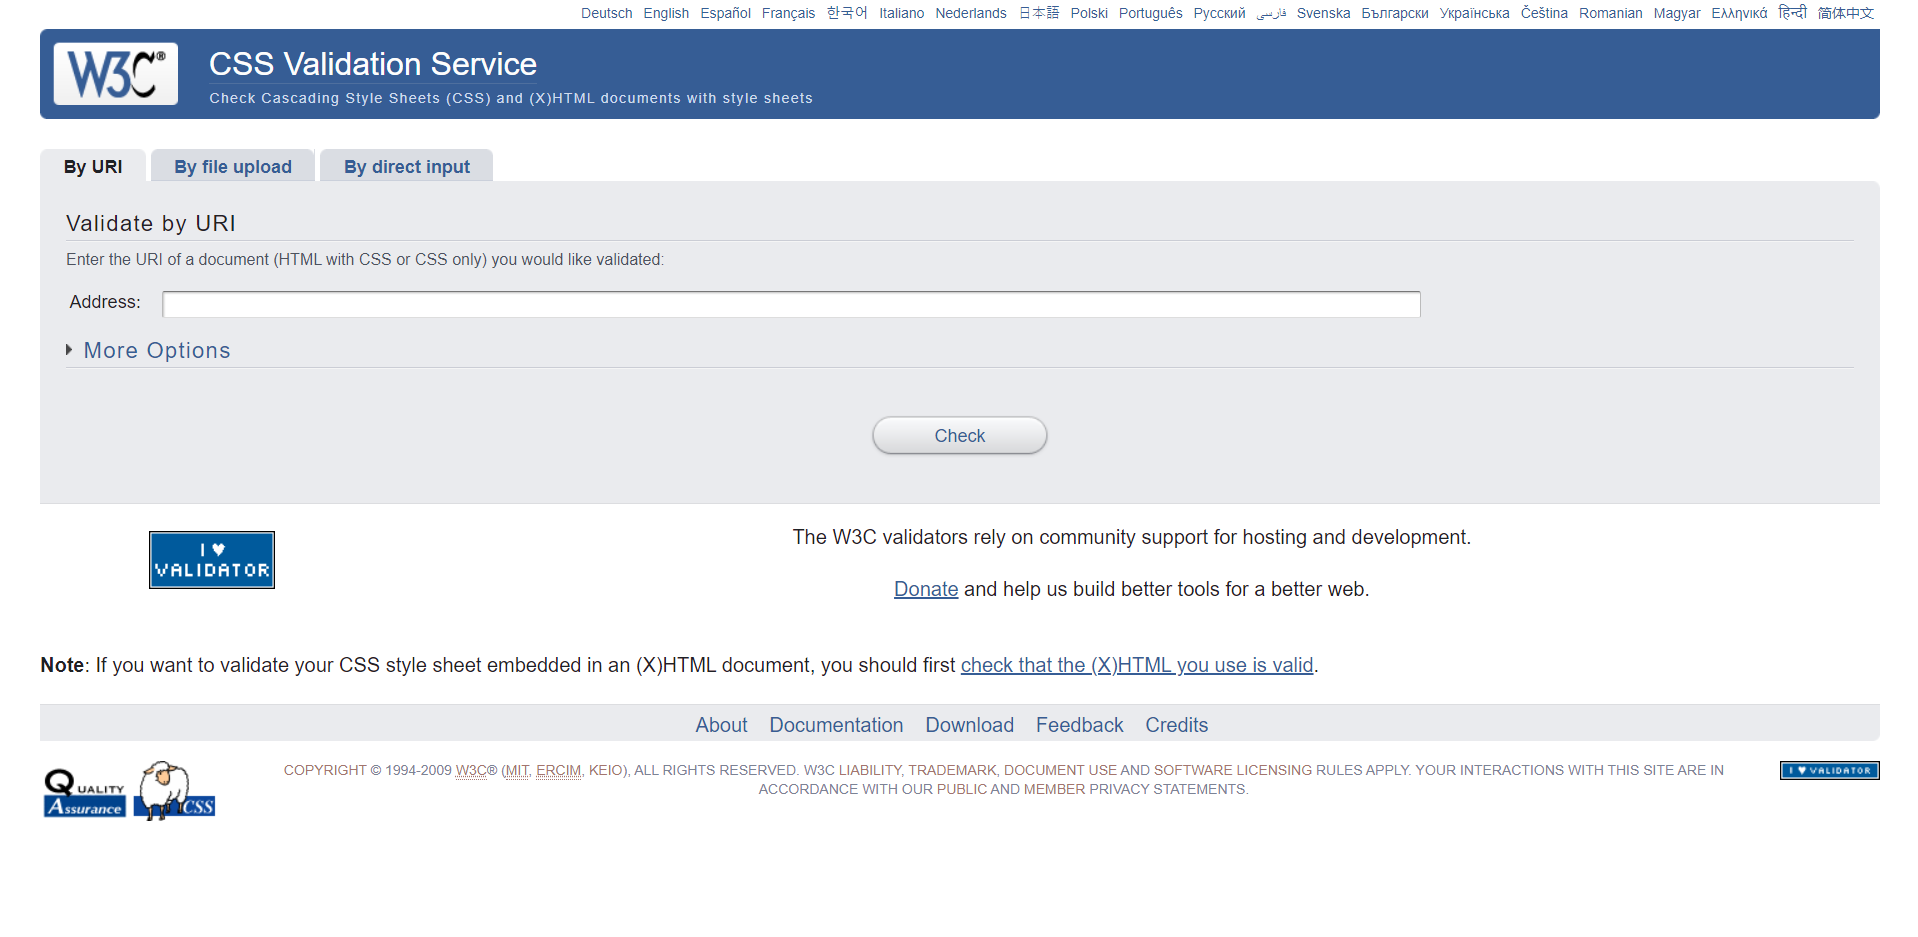 Deutsch English Español Français 한국어 Italiano Nederlands 日本語 Polski Português Русский فارسی Svenska Български Українська Čeština Romanian Magyar Ελληνικά हिन्दी 简体中文
W3C®
CSS Validation Service
Check Cascading Style Sheets (CSS) and (X)HTML documents with style sheets
By URI By file upload By direct input
Validate by URI
Enter the URI of a document (HTML with CSS or CSS only) you would like validated:
Address:
More Options
Check
I ♥
VALIDATOR
The W3C validators rely on community support for hosting and development.
Donate and help us build better tools for a better web.
Note: If you want to validate your CSS style sheet embedded in an (X)HTML document, you should first check that the (X)HTML you use is valid.
About Documentation Download Feedback Credits
QUALITY
Assurance
CSS
COPYRIGHT © 1994-2009 W3C® (MIT, ERCIM, KEIO), ALL RIGHTS RESERVED. W3C LIABILITY, TRADEMARK, DOCUMENT USE AND SOFTWARE LICENSING RULES APPLY. YOUR INTERACTIONS WITH THIS SITE ARE IN
ACCORDANCE WITH OUR PUBLIC AND MEMBER PRIVACY STATEMENTS.
I ♥ VALIDATOR